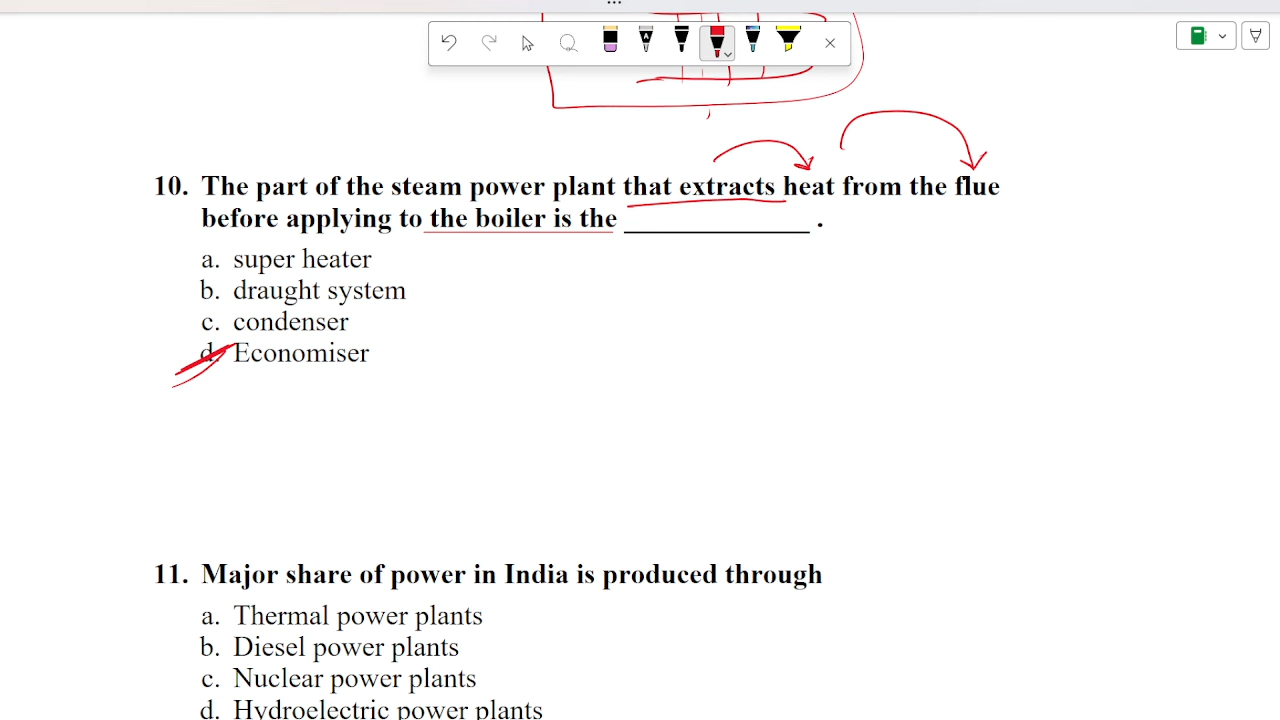 10. The part of the steam power plant that extracts heat from the flue
before applying to the boiler is the ____________ .
a. super heater
b. draught system
c. condenser
d. Economiser
11. Major share of power in India is produced through
a. Thermal power plants
b. Diesel power plants
c. Nuclear power plants
d. Hydroelectric power plants